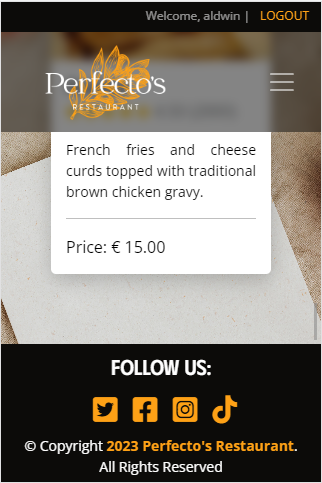 Welcome, aldwin | LOGOUT
Perfecto's
RESTAURANT
French fries and cheese
curds topped with traditional
brown chicken gravy.
Price: € 15.00
FOLLOW US:
© Copyright 2023 Perfecto's Restaurant.
All Rights Reserved